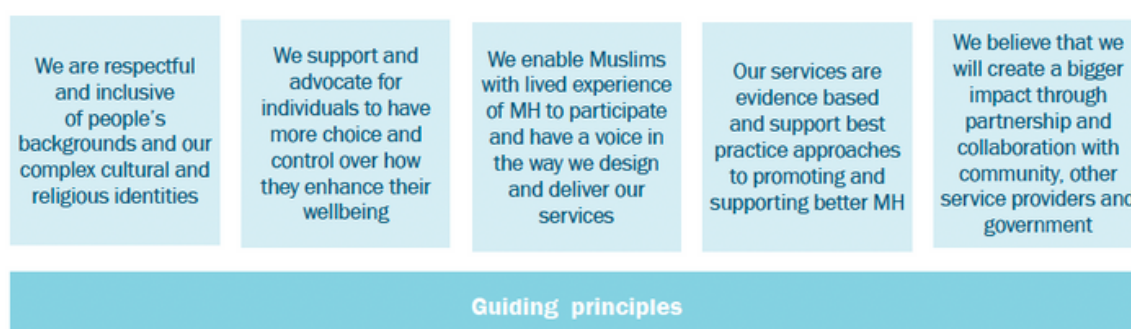 We are respectful
and inclusive
of people's
backgrounds and our
complex cultural and
religious identities
We support and
advocate for
individuals to have
more choice and
control over how
they enhance their
wellbeing
We enable Muslims
with lived experience
of MH to participate
and have a voice in
the way we design
and deliver our
services
Our services are
evidence based
and support best
practice approaches
to promoting and
supporting better MH
We believe that we
will create a bigger
impact through
partnership and
collaboration with
community, other
service providers and
government
Guiding principles